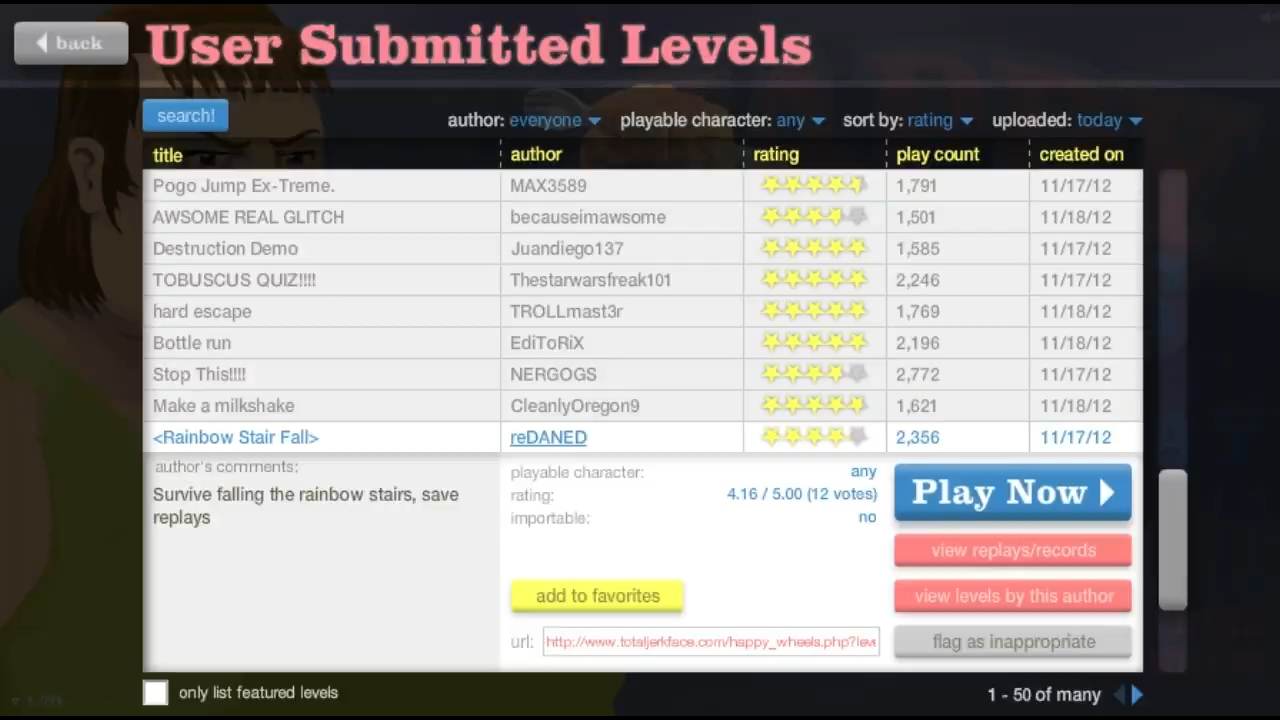 back
User Submitted Levels
search!
author: everyone playable character: any sort by: rating uploaded: today
title author rating play count created on
Pogo Jump Ex-Treme. MAX3589 1,791 11/17/12
AWSOME REAL GLITCH becauseimawsome 1,501 11/18/12
Destruction Demo Juandiego137 1,585 11/17/12
TOBUSCUS QUIZ!!!! Thestarwarsfreak101 2,246 11/17/12
hard escape TROLLmast3r 1,769 11/18/12
Bottle run EdiToRiX 2,196 11/18/12
Stop This!!!! NERGOGS 2,772 11/17/12
Make a milkshake CleanlyOregon9 1,621 11/18/12
<Rainbow Stair Fall> reDANED 2,356 11/17/12
author's comments:
Survive falling the rainbow stairs, save
replays
playable character: any
rating: 4.16 / 5.00 (12 votes)
importable: no
add to favorites
url: http://www.totaljerkface.com/happy_wheels.php?lev
Play Now
view replays/records
view levels by this author
flag as inappropriate
only list featured levels
1 - 50 of many